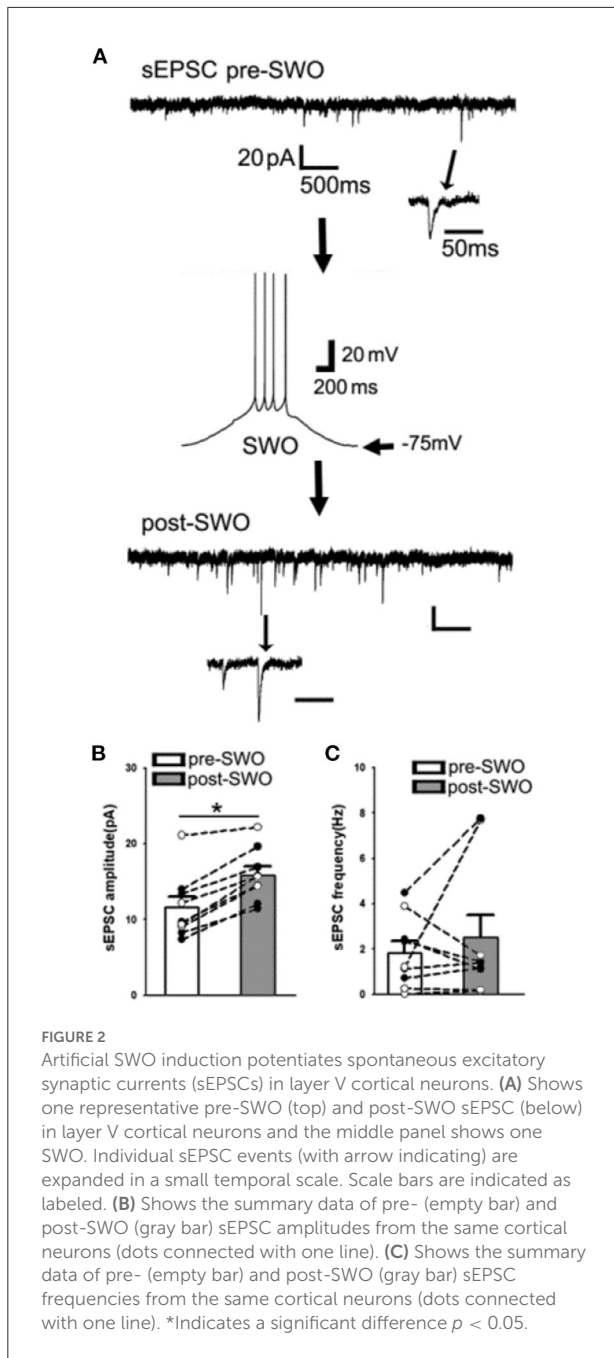 A
sEPSC pre-SWO
20 pA
500ms
50ms
20 mV
200 ms
SWO
-75mV
post-SWO
B
pre-SWO
post-SWO
30
20
10
0
*
sEPSC amplitude(pA)
C
pre-SWO
post-SWO
10
8
6
4
2
0
sEPSC frequency(Hz)
FIGURE 2
Artificial SWO induction potentiates spontaneous excitatory
synaptic currents (sEPSCs) in layer V cortical neurons. (A) Shows
one representative pre-SWO (top) and post-SWO sEPSC (below)
in layer V cortical neurons and the middle panel shows one
SWO. Individual sEPSC events (with arrow indicating) are
expanded in a small temporal scale. Scale bars are indicated as
labeled. (B) Shows the summary data of pre- (empty bar) and
post-SWO (gray bar) sEPSC amplitudes from the same cortical
neurons (dots connected with one line). (C) Shows the summary
data of pre- (empty bar) and post-SWO (gray bar) sEPSC
frequencies from the same cortical neurons (dots connected
with one line). *Indicates a significant difference p < 0.05.